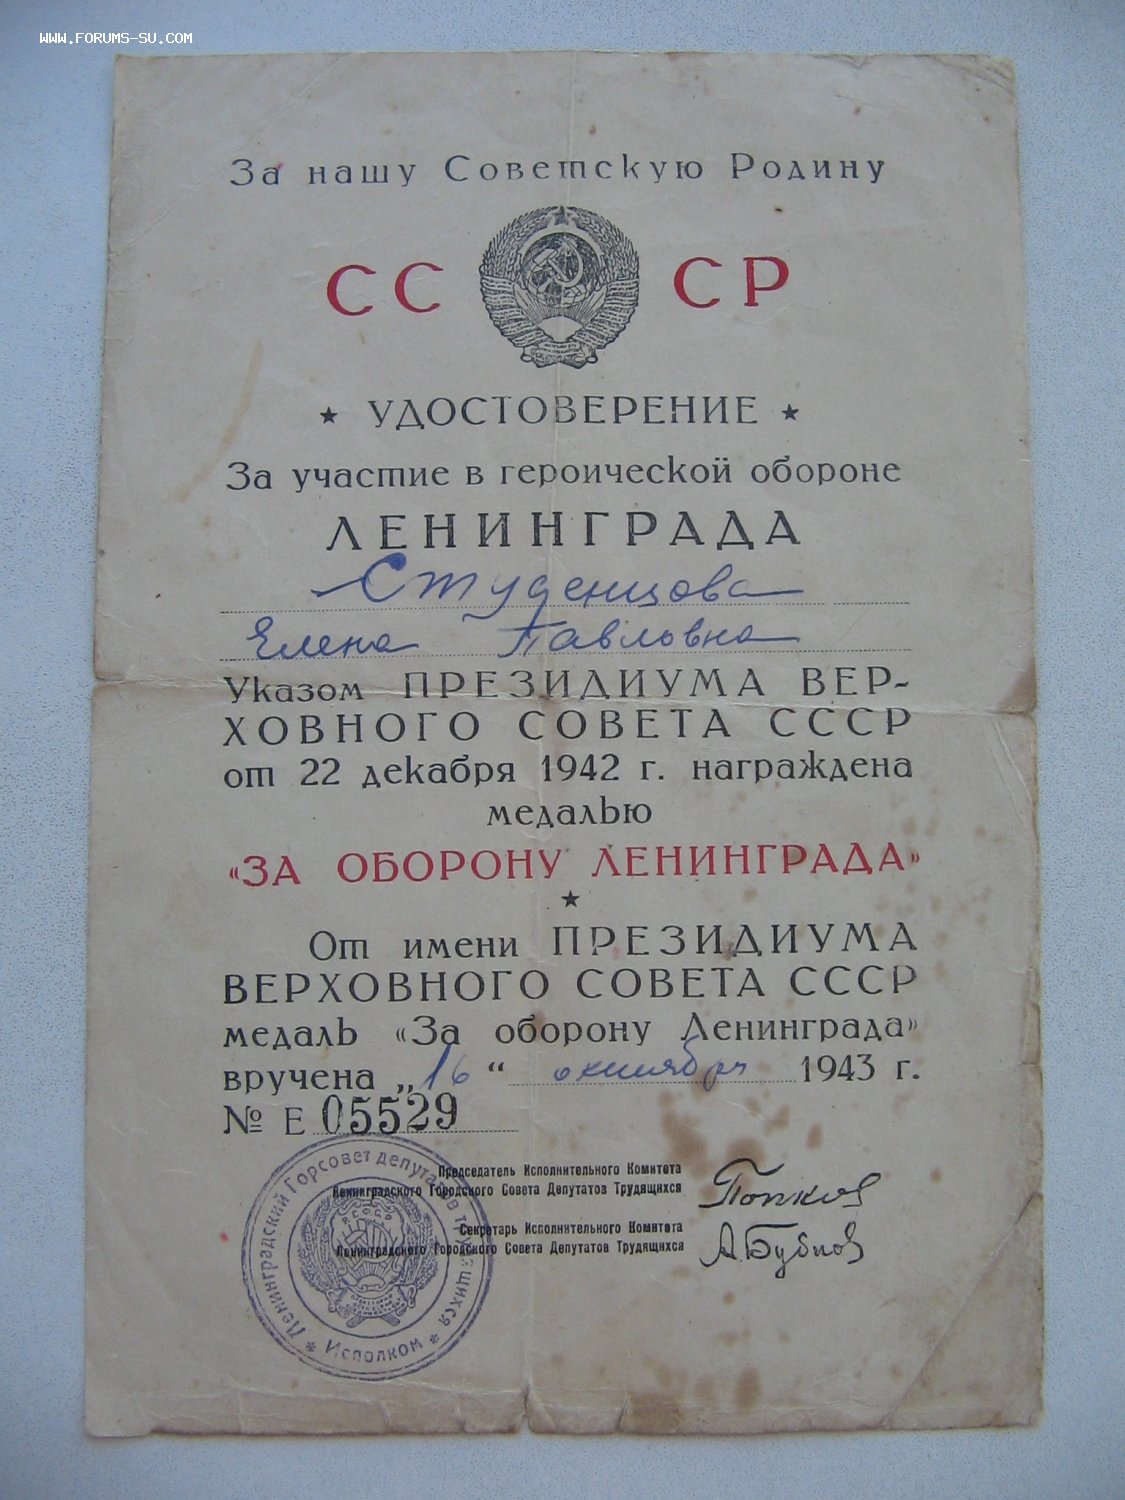 WWW.FORUMS-SU.COM
За нашу Советскую Родину
СС СР
★ УДОСТОВЕРЕНИЕ ★
За участие в героической обороне
ЛЕНИНГРАДА
Студенцова
Елена Павловна
Указом ПРЕЗИДИУМА ВЕР-
ХОВНОГО СОВЕТА СССР
от 22 декабря 1942 г. награждена
медалью
«ЗА ОБОРОНУ ЛЕНИНГРАДА»
★
От имени ПРЕЗИДИУМА
ВЕРХОВНОГО СОВЕТА СССР
медаль «За оборону Ленинграда»
вручена „16“ октября 1943 г.
№ Е 05529
Председатель Исполнительного Комитета
Ленинградского Городского Совета Депутатов Трудящихся
Попков
Секретарь Исполнительного Комитета
Ленинградского Городского Совета Депутатов Трудящихся
А.Бубнов
Ленинградский Горсовет депутатов трудящихся
* Исполком *
Р.С.Ф.С.Р.